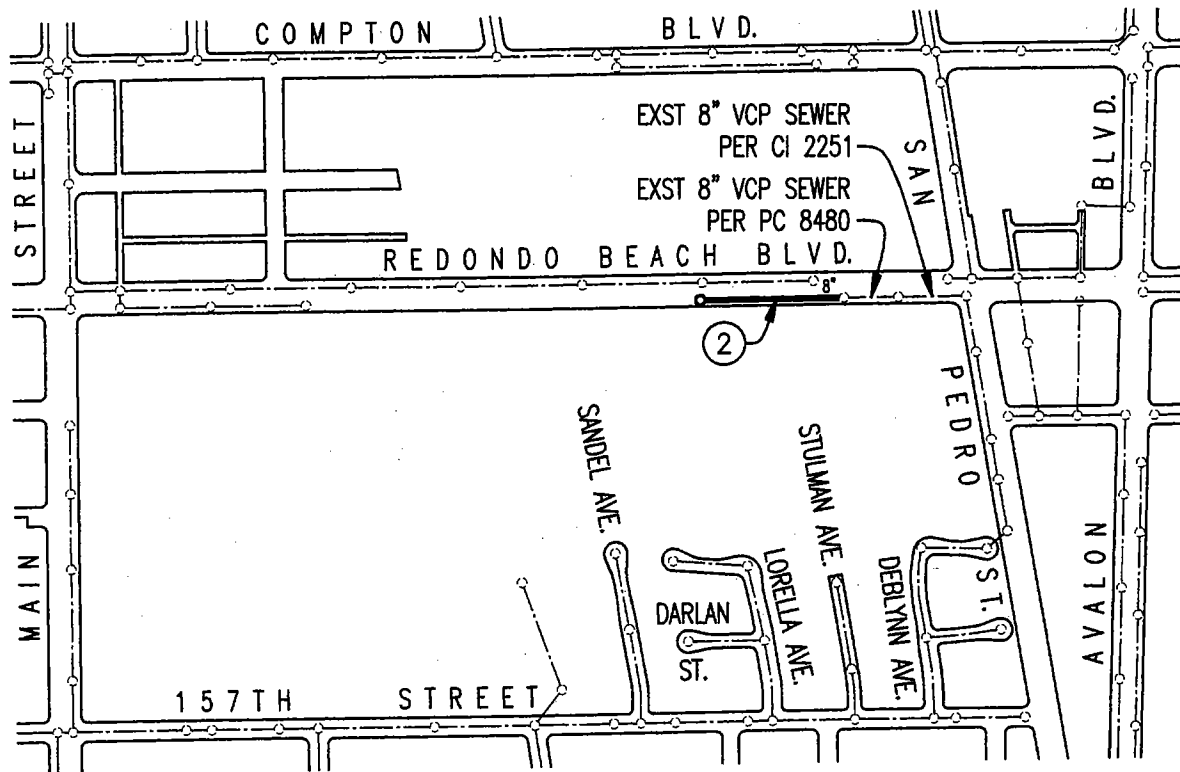 COMPTON BLVD.
STREET
EXST 8" VCP SEWER
PER CI 2251
SAN
BLVD.
EXST 8" VCP SEWER
PER PC 8480
REDONDO BEACH BLVD.
8"
2
PEDRO
SANDEL AVE.
STULMAN AVE.
MAIN
LORELLA AVE.
DEBLYNN AVE.
ST.
AVALON
DARLAN
ST.
157TH STREET